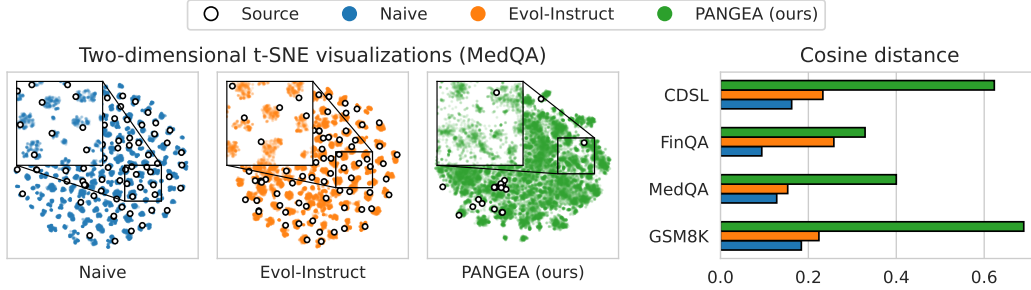 Source Naive Evol-Instruct PANGEA (ours)
Two-dimensional t-SNE visualizations (MedQA)
Naive
Evol-Instruct
PANGEA (ours)
Cosine distance
CDSL
FinQA
MedQA
GSM8K
0.0 0.2 0.4 0.6